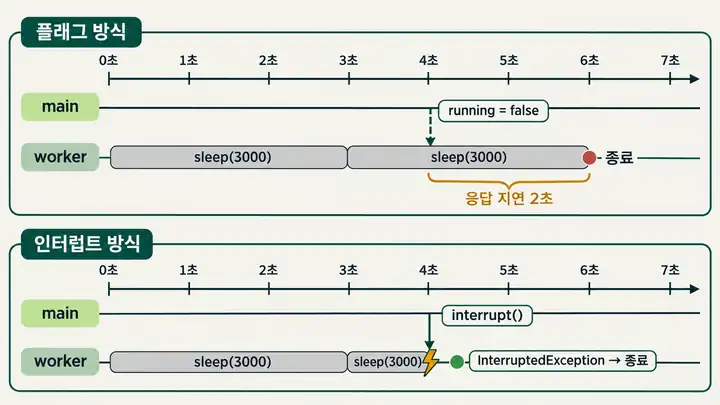 플래그 방식
0초 1초 2초 3초 4초 5초 6초 7초
main
running = false
worker
sleep(3000)
sleep(3000)
종료
응답 지연 2초
인터럽트 방식
0초 1초 2초 3초 4초 5초 6초 7초
main
interrupt()
worker
sleep(3000)
sleep(3000)
InterruptedException → 종료